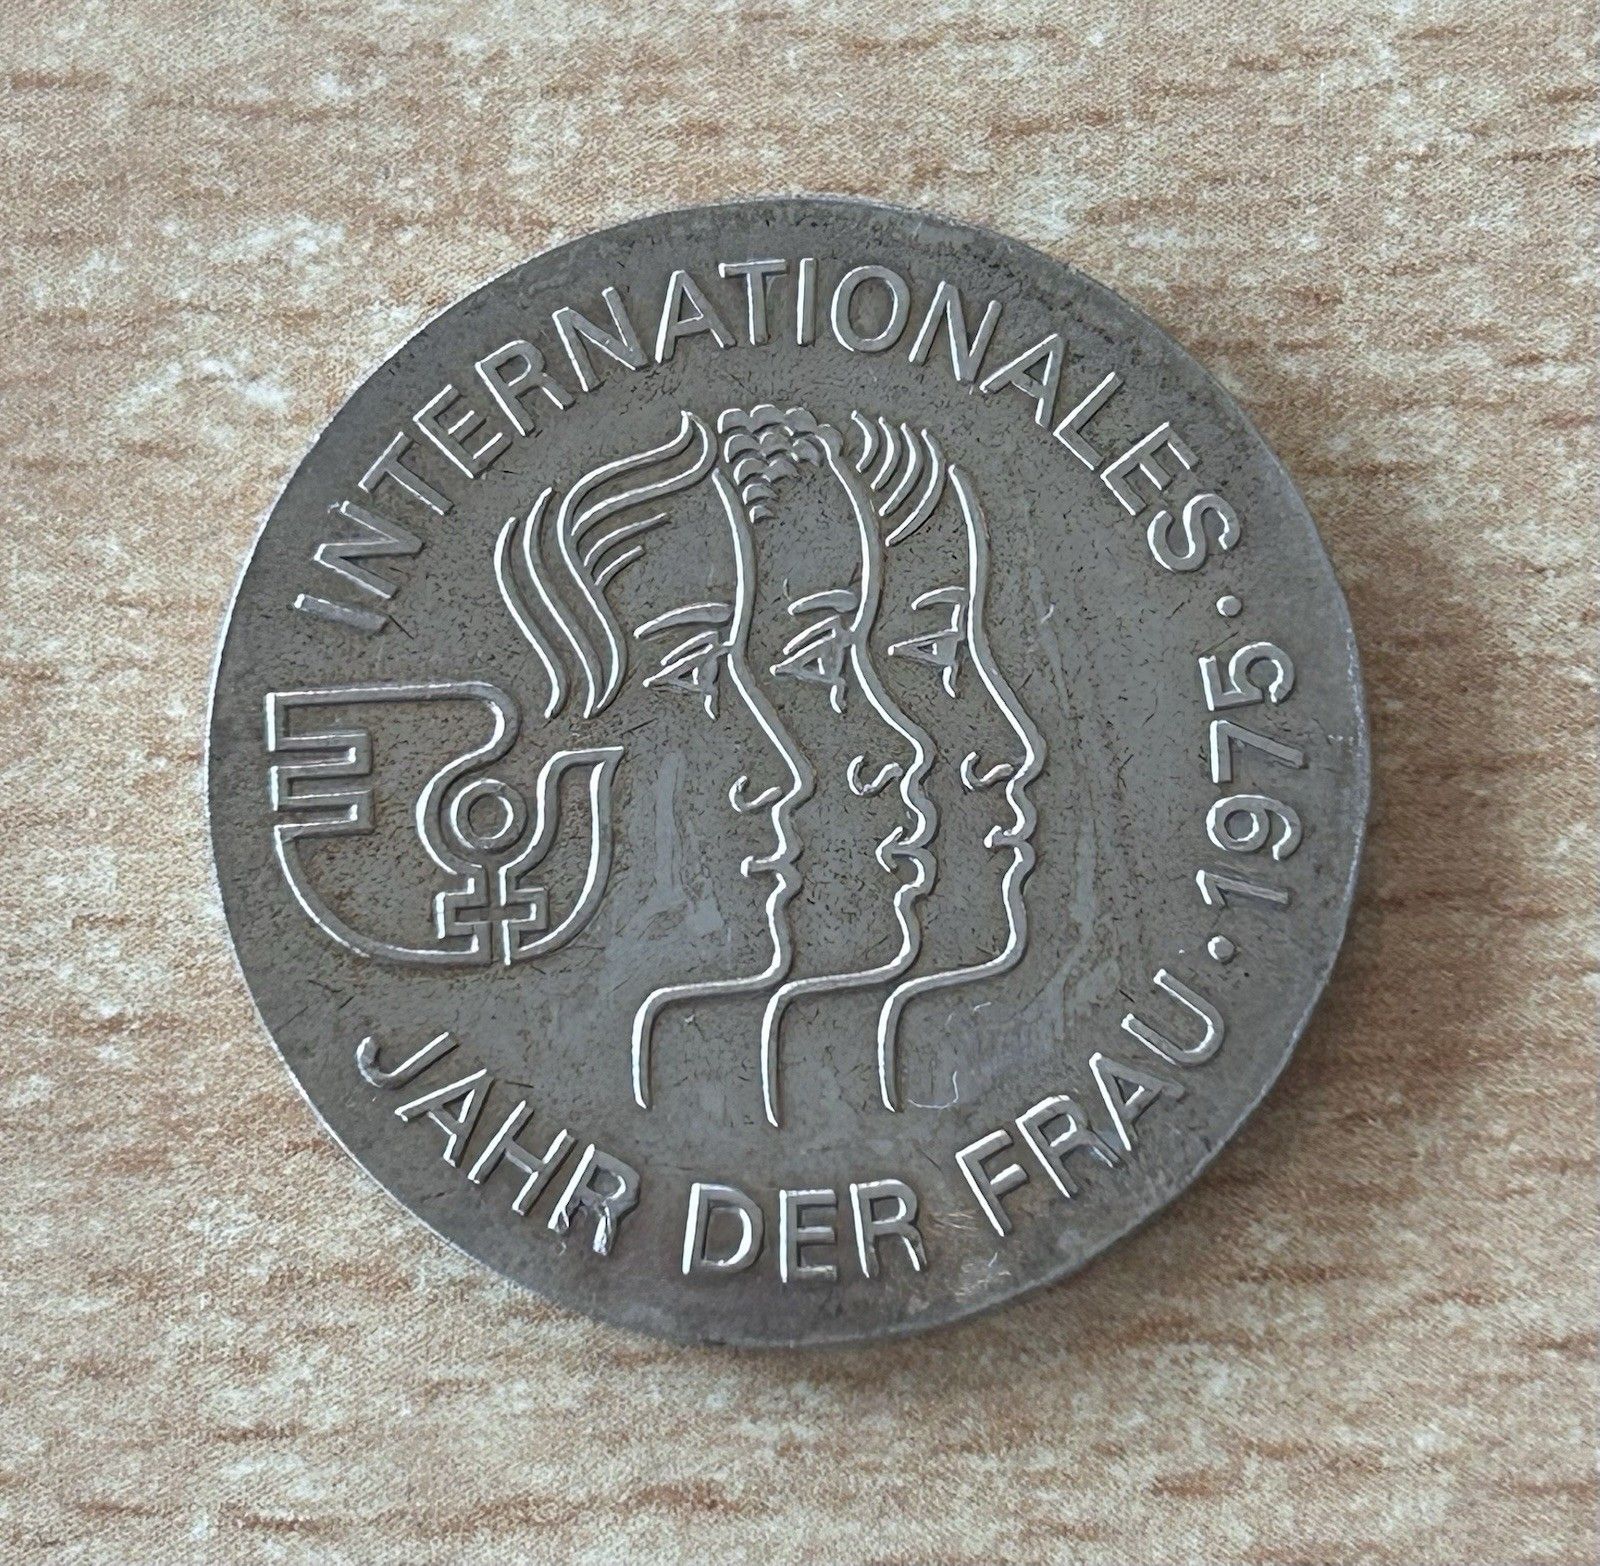 INTERNATIONALES · 1975 ·
JAHR DER FRAU